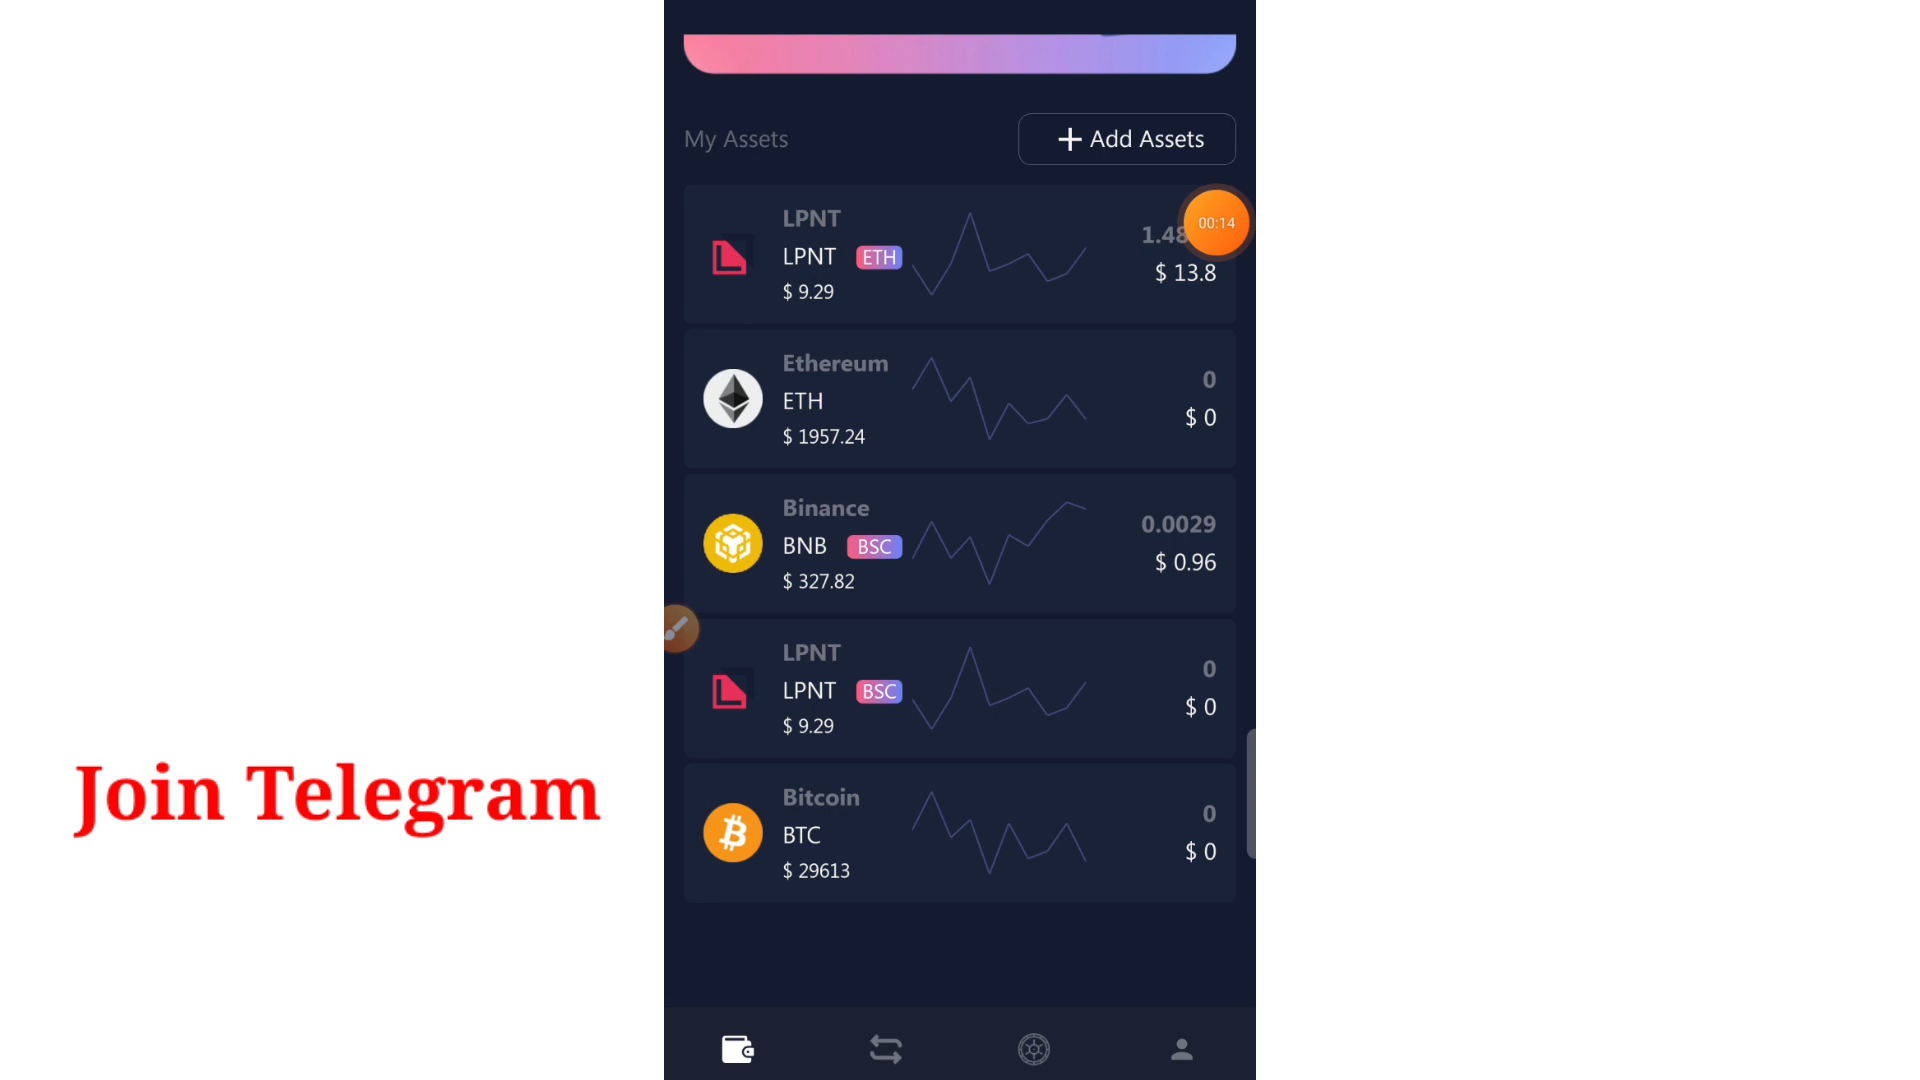 My Assets
+ Add Assets
LPNT
LPNT ETH
$ 9.29
1.48
$ 13.8
00:14
Ethereum
ETH
$ 1957.24
0
$ 0
Binance
BNB BSC
$ 327.82
0.0029
$ 0.96
LPNT
LPNT BSC
$ 9.29
0
$ 0
Bitcoin
BTC
$ 29613
0
$ 0
Join Telegram